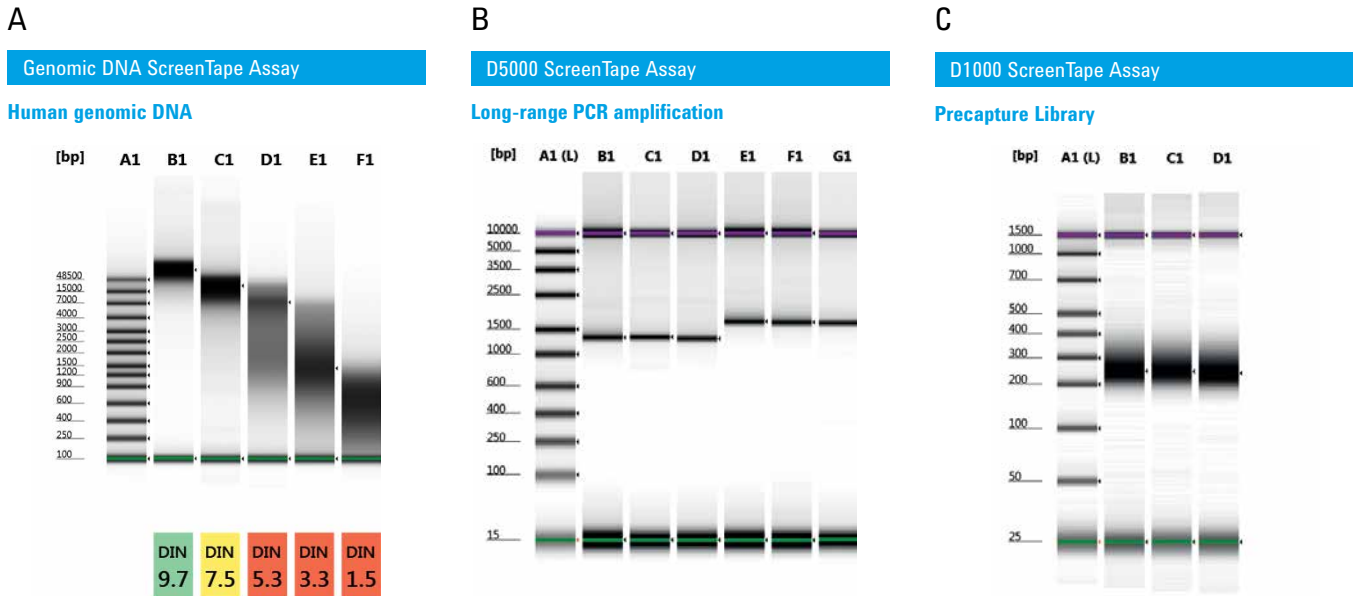 A
Genomic DNA ScreenTape Assay
Human genomic DNA
[bp] A1 B1 C1 D1 E1 F1
48500
15000
7000
4000
3000
2500
2000
1500
1200
900
600
400
250
100
DIN DIN DIN DIN DIN
9.7 7.5 5.3 3.3 1.5
B
D5000 ScreenTape Assay
Long-range PCR amplification
[bp] A1 (L) B1 C1 D1 E1 F1 G1
10000
5000
3500
2500
1500
1000
600
400
250
100
15
C
D1000 ScreenTape Assay
Precapture Library
[bp] A1 (L) B1 C1 D1
1500
1000
700
500
400
300
200
100
50
25